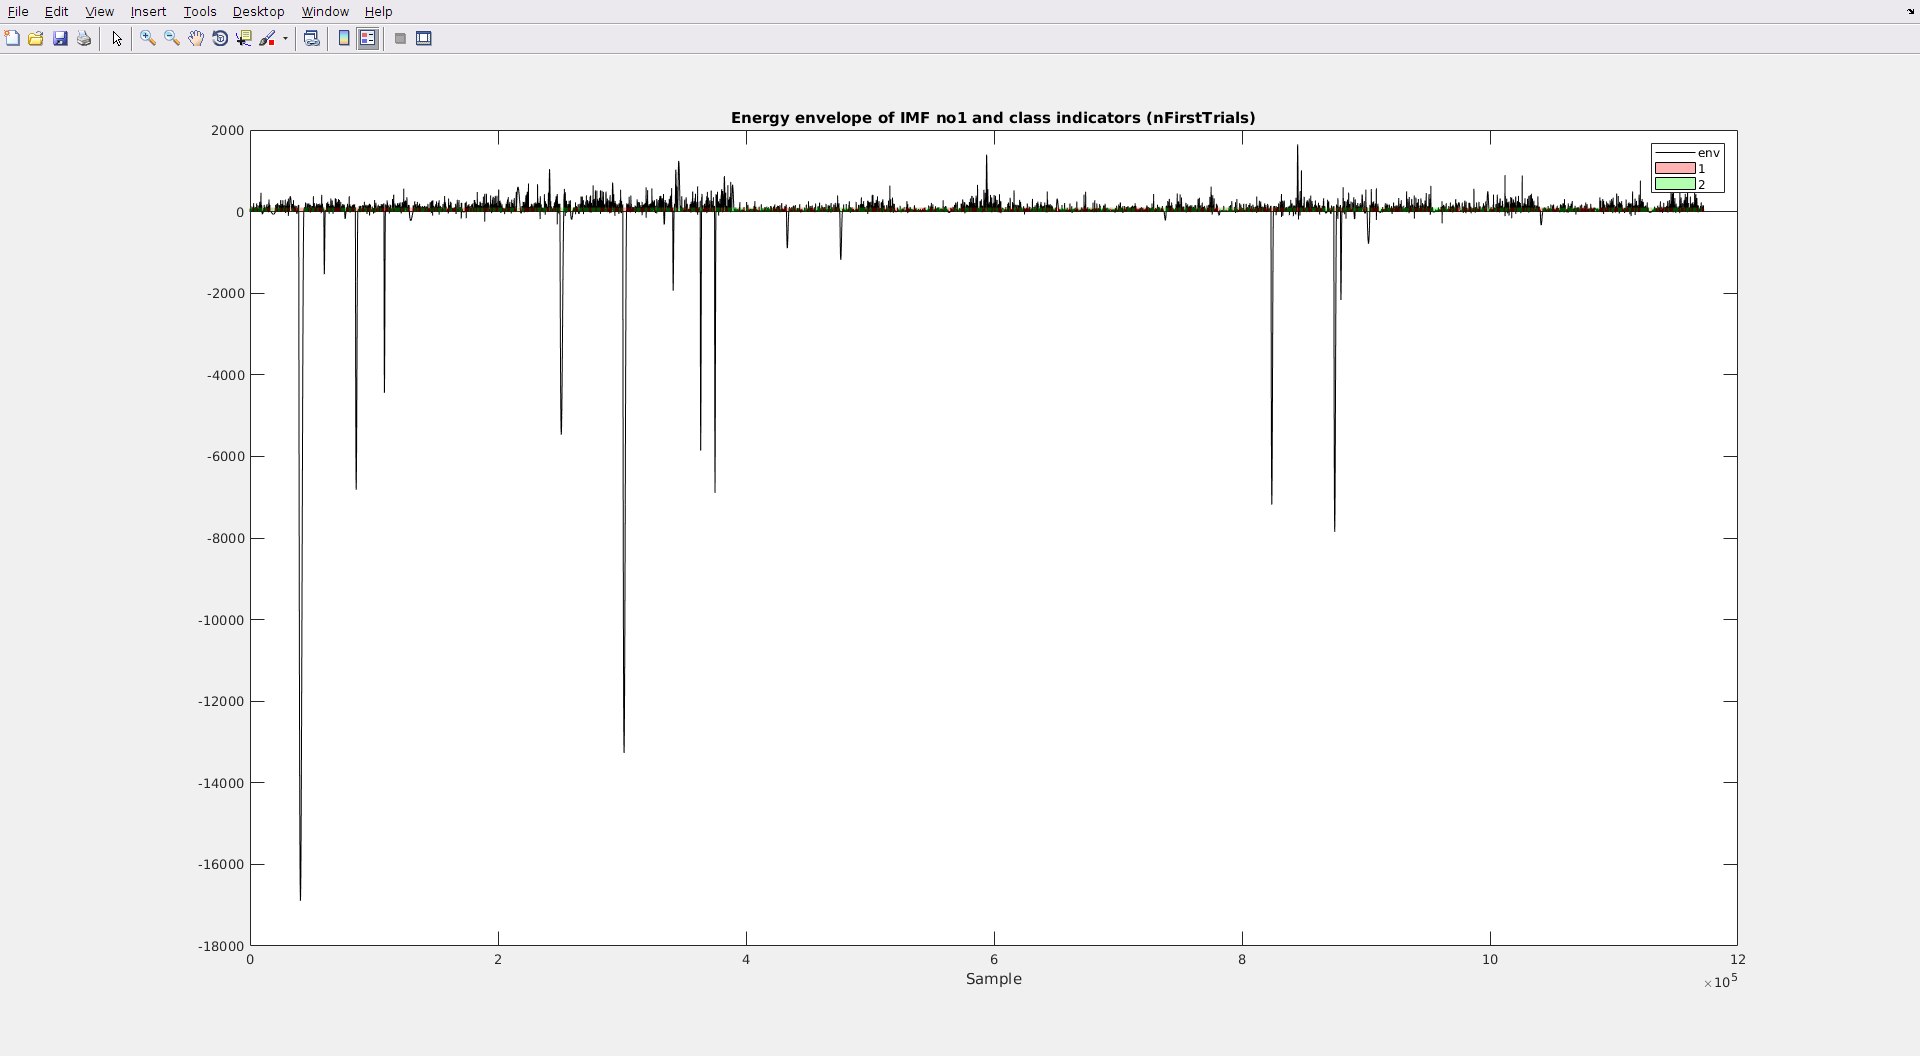 File Edit View Insert Tools Desktop Window Help
Energy envelope of IMF no1 and class indicators (nFirstTrials)
2000
0
-2000
-4000
-6000
-8000
-10000
-12000
-14000
-16000
-18000
env
1
2
0 2 4 6 8 10 12
Sample
×10^5